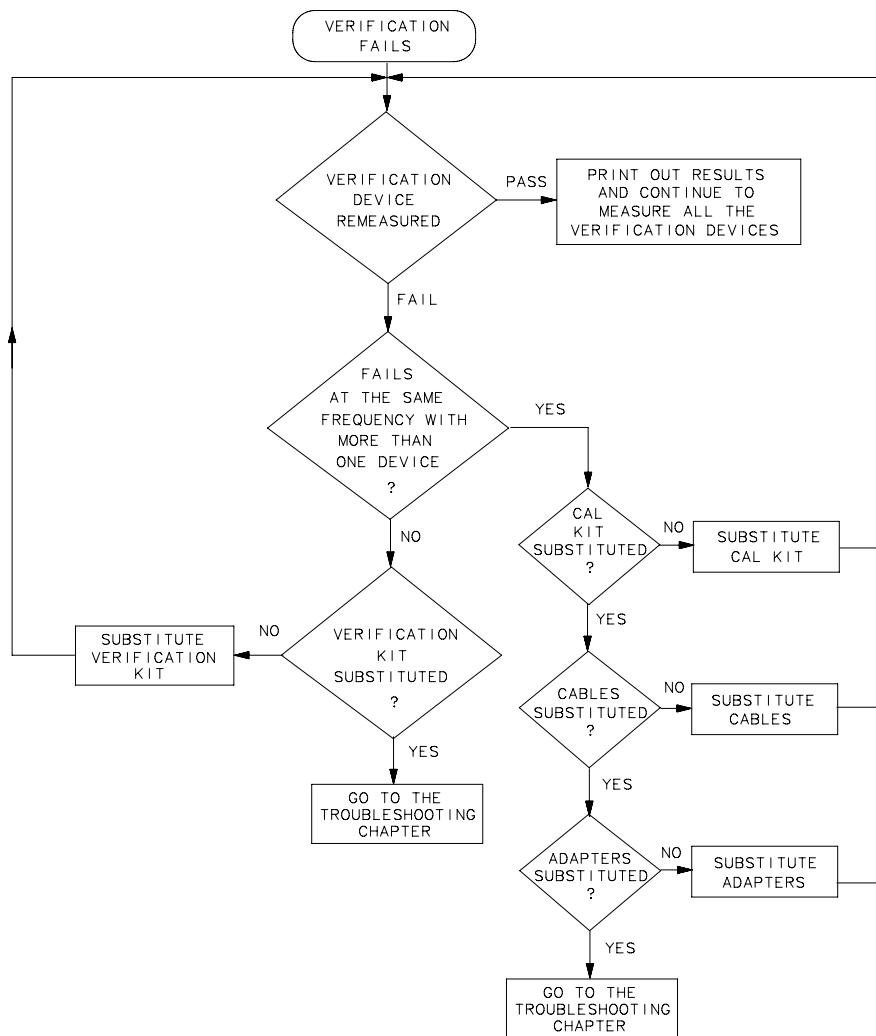 VERIFICATION
FAILS
VERIFICATION
DEVICE
REMEASURED
PASS
PRINT OUT RESULTS
AND CONTINUE TO
MEASURE ALL THE
VERIFICATION DEVICES
FAIL
FAILS
AT THE SAME
FREQUENCY WITH
MORE THAN
ONE DEVICE
?
YES
NO
CAL
KIT
SUBSTITUTED
?
NO
SUBSTITUTE
CAL KIT
YES
VERIFICATION
KIT
SUBSTITUTED
?
NO
SUBSTITUTE
VERIFICATION
KIT
YES
GO TO THE
TROUBLESHOOTING
CHAPTER
CABLES
SUBSTITUTED
?
NO
SUBSTITUTE
CABLES
YES
ADAPTERS
SUBSTITUTED
?
NO
SUBSTITUTE
ADAPTERS
YES
GO TO THE
TROUBLESHOOTING
CHAPTER